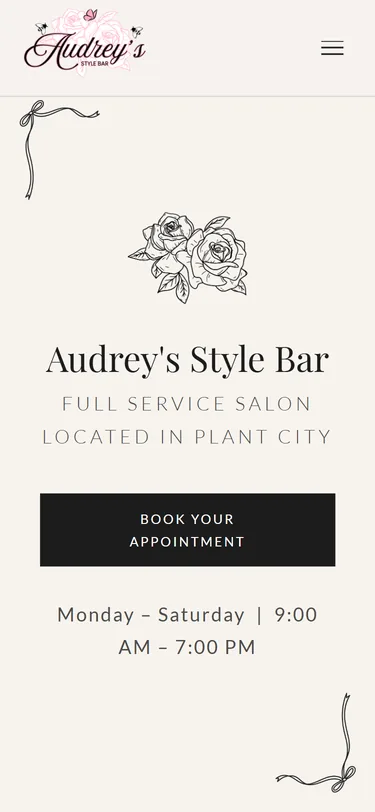 Audrey's
STYLE BAR
Audrey's Style Bar
FULL SERVICE SALON
LOCATED IN PLANT CITY
BOOK YOUR
APPOINTMENT
Monday – Saturday | 9:00
AM – 7:00 PM